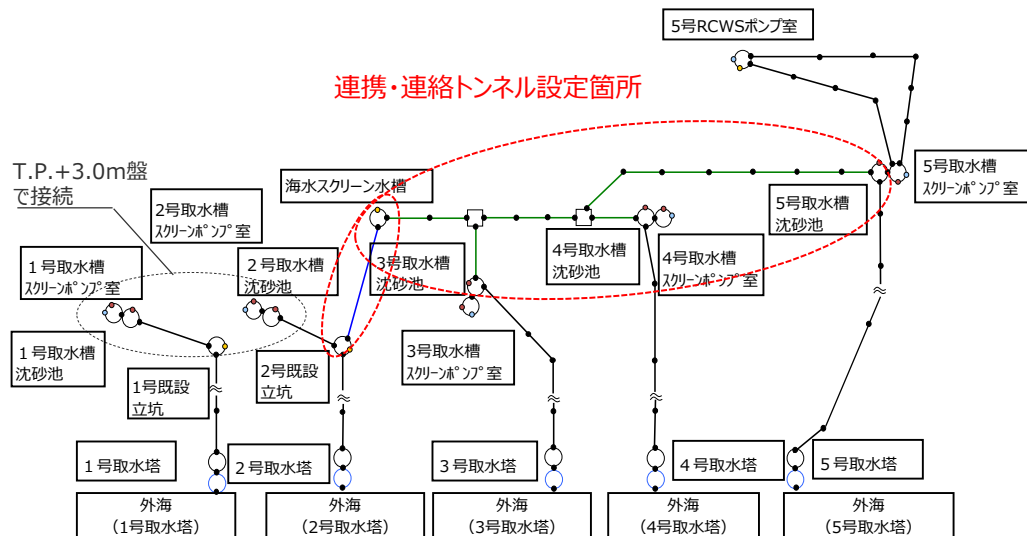 5号RCWSポンプ室
連携・連絡トンネル設定箇所
T.P.+3.0m盤
で接続
海水スクリーン水槽
5号取水槽
スクリーンポンプ室
2号取水槽
スクリーンポンプ室
5号取水槽
沈砂池
1号取水槽
スクリーンポンプ室
2号取水槽
沈砂池
3号取水槽
沈砂池
4号取水槽
沈砂池
4号取水槽
スクリーンポンプ室
1号取水槽
沈砂池
1号既設
立坑
2号既設
立坑
3号取水槽
スクリーンポンプ室
1号取水塔
2号取水塔
3号取水塔
4号取水塔
5号取水塔
外海
(1号取水塔)
外海
(2号取水塔)
外海
(3号取水塔)
外海
(4号取水塔)
外海
(5号取水塔)